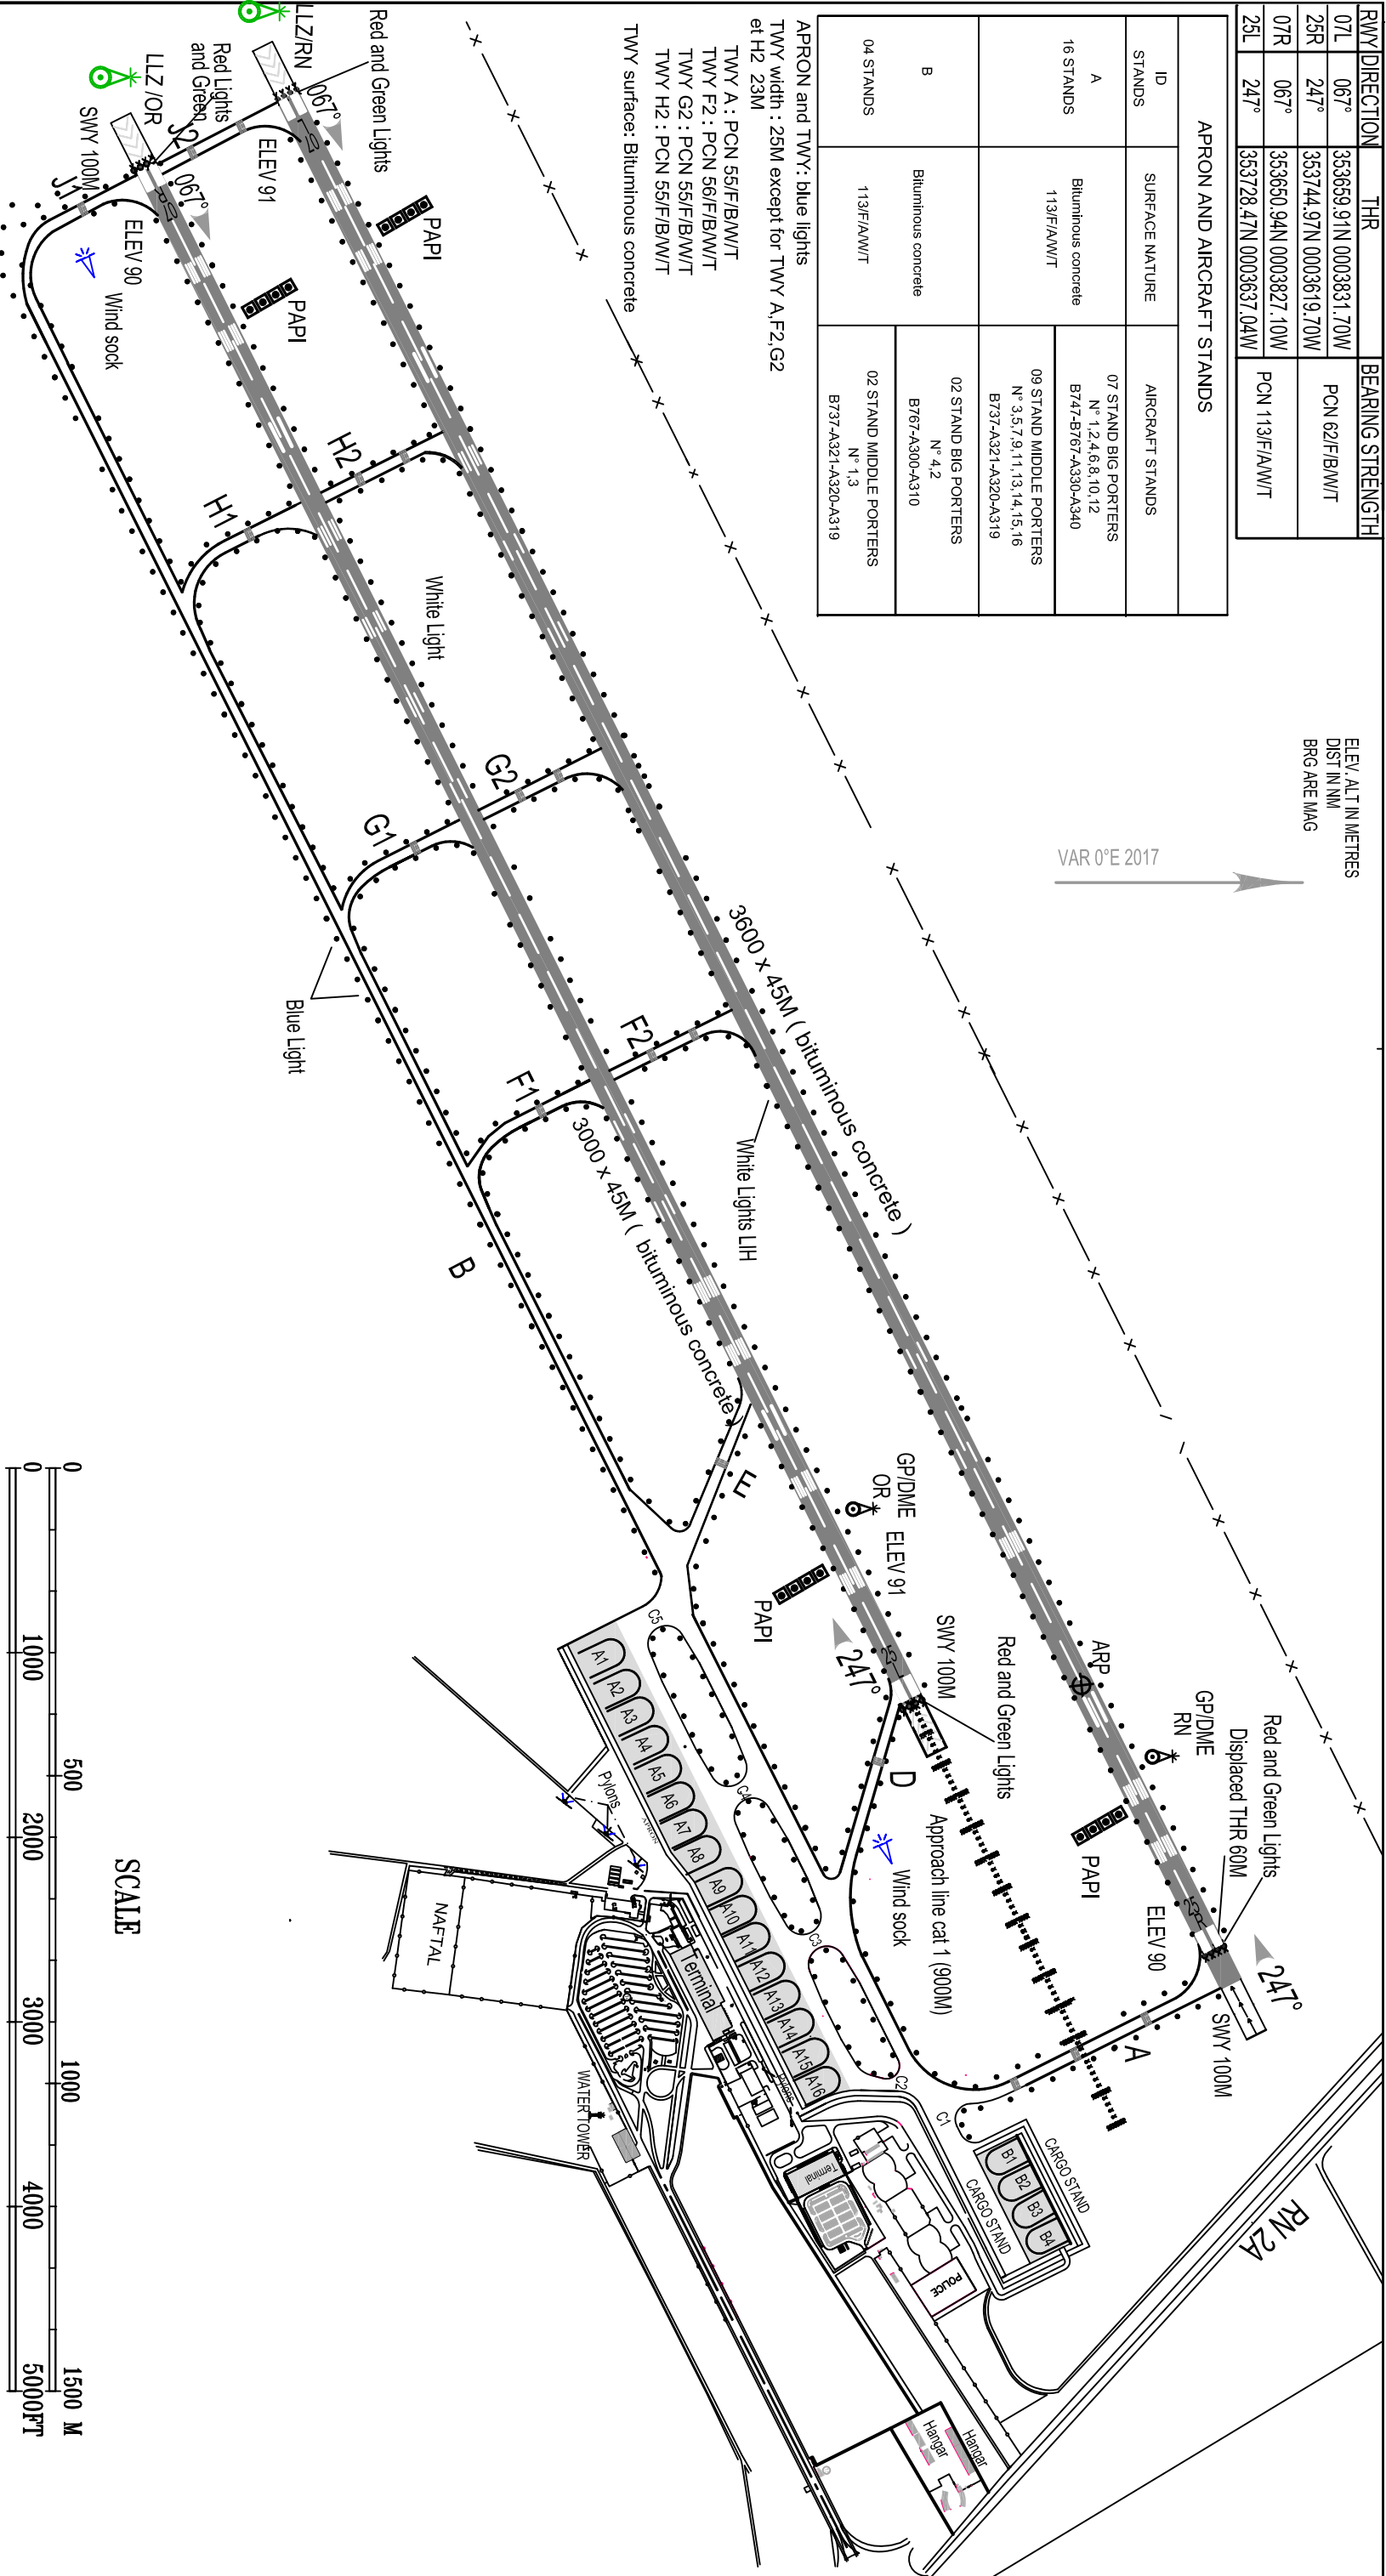 RWY DIRECTION THR BEARING STRENGTH
07L 067° 353659.91N 0003831.70W PCN 62/F/B/W/T
25R 247° 353744.97N 0003619.70W
07R 067° 353650.94N 0003827.10W PCN 113/F/A/W/T
25L 247° 353728.47N 0003637.04W
APRON AND AIRCRAFT STANDS
ID STANDS SURFACE NATURE AIRCRAFT STANDS
A
16 STANDS
Bituminous concrete
113/F/A/W/T
07 STAND BIG PORTERS
N° 1,2,4,6,8,10,12
B747-B767-A330-A340
09 STAND MIDDLE PORTERS
N° 3,5,7,9,11,13,14,15,16
B737-A321-A320-A319
B
04 STANDS
Bituminous concrete
113/F/A/W/T
02 STAND BIG PORTERS
N° 4,2
B767-A300-A310
02 STAND MIDDLE PORTERS
N° 1,3
B737-A321-A320-A319
APRON and TWY: blue lights
TWY width : 25M except for TWY A,F2,G2
et H2 23M
TWY A : PCN 55/F/B/W/T
TWY F2 : PCN 56/F/B/W/T
TWY G2 : PCN 55/F/B/W/T
TWY H2 : PCN 55/F/B/W/T
TWY surface: Bituminous concrete
ELEV. ALT IN METRES
DIST IN NM
BRG ARE MAG
VAR 0°E 2017
RN 2A
247°
Red and Green Lights
Displaced THR 60M
SWY 100M
GP/DME
RN
ELEV 90
25R
PAPI
ARP
A
CARGO STAND
B1
B2
B3
B4
CARGO STAND
C1
C2
C3
C4
C5
Red and Green Lights
SWY 100M
Approach line cat 1 (900M)
Wind sock
D
GP/DME
OR
ELEV 91
247°
25L
PAPI
E
3600 x 45M ( bituminous concrete )
White Lights LIH
3000 x 45M ( bituminous concrete )
F2
F1
B
G2
G1
Blue Light
White Light
H2
H1
PAPI
PAPI
Red and Green Lights
LLZ/RN
067°
07L
ELEV 91
J2
Red Lights
and Green
LLZ /OR
067°
SWY 100M
J1
ELEV 90
Wind sock
A1
A2
A3
A4
A5
A6
A7
A8
A9
A10
A11
A12
A13
A14
A15
A16
APRON
Pylons
Pylons
Terminal
Terminal
POLICE
Hangar
Hangar
NAFTAL
WATER TOWER
SCALE
0 500 1000 1500 M
0 1000 2000 3000 4000 5000FT